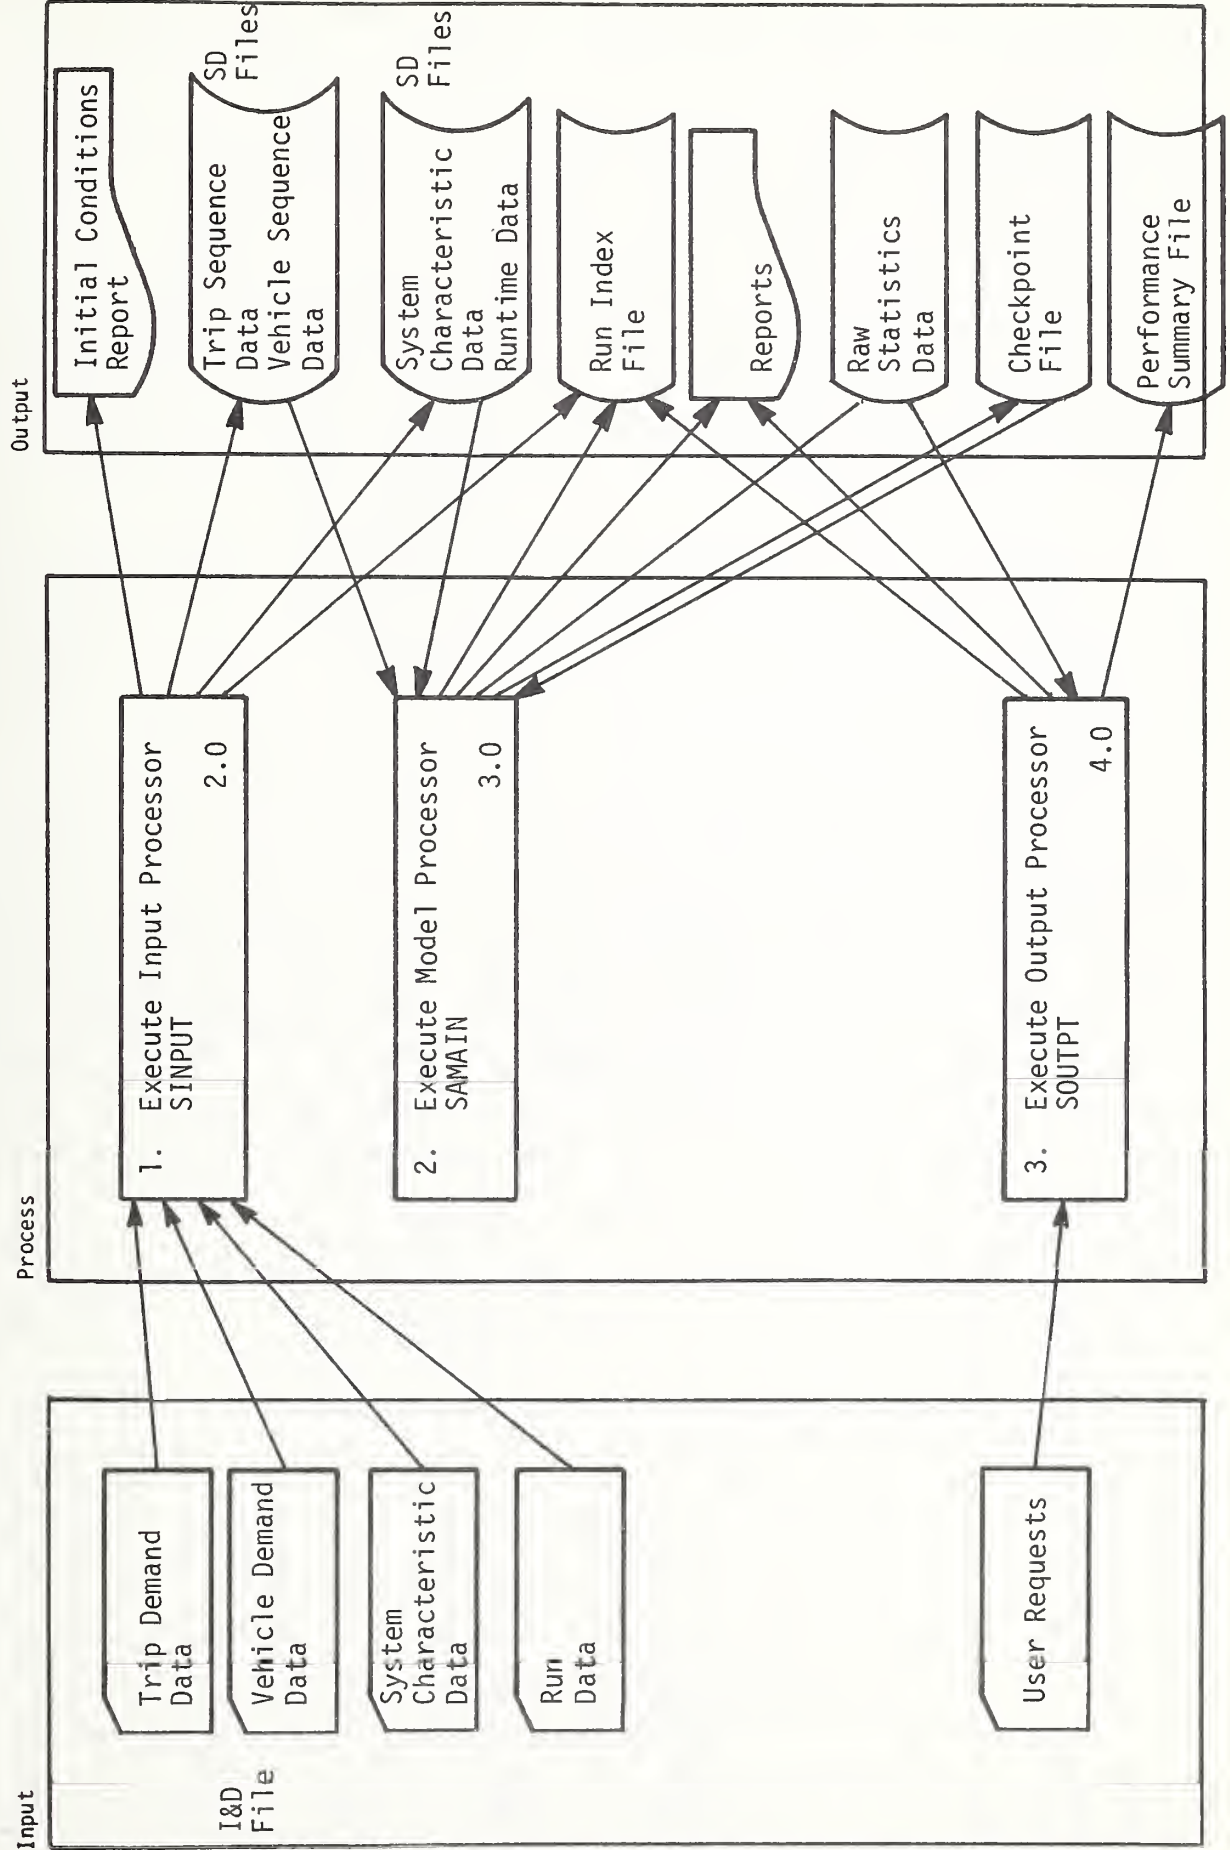 Input
I&D
File
Trip Demand
Data
Vehicle Demand
Data
System
Characteristic
Data
Run
Data
User Requests
Process
1. Execute Input Processor
SINPUT
2.0
2. Execute Model Processor
SAMAIN
3.0
3. Execute Output Processor
SOUTPT
4.0
Output
Initial Conditions
Report
SD
Files
Trip Sequence
Data
Vehicle Sequence
Data
SD
Files
System
Characteristic
Data
Runtime Data
Run Index
File
Reports
Raw
Statistics
Data
Checkpoint
File
Performance
Summary File